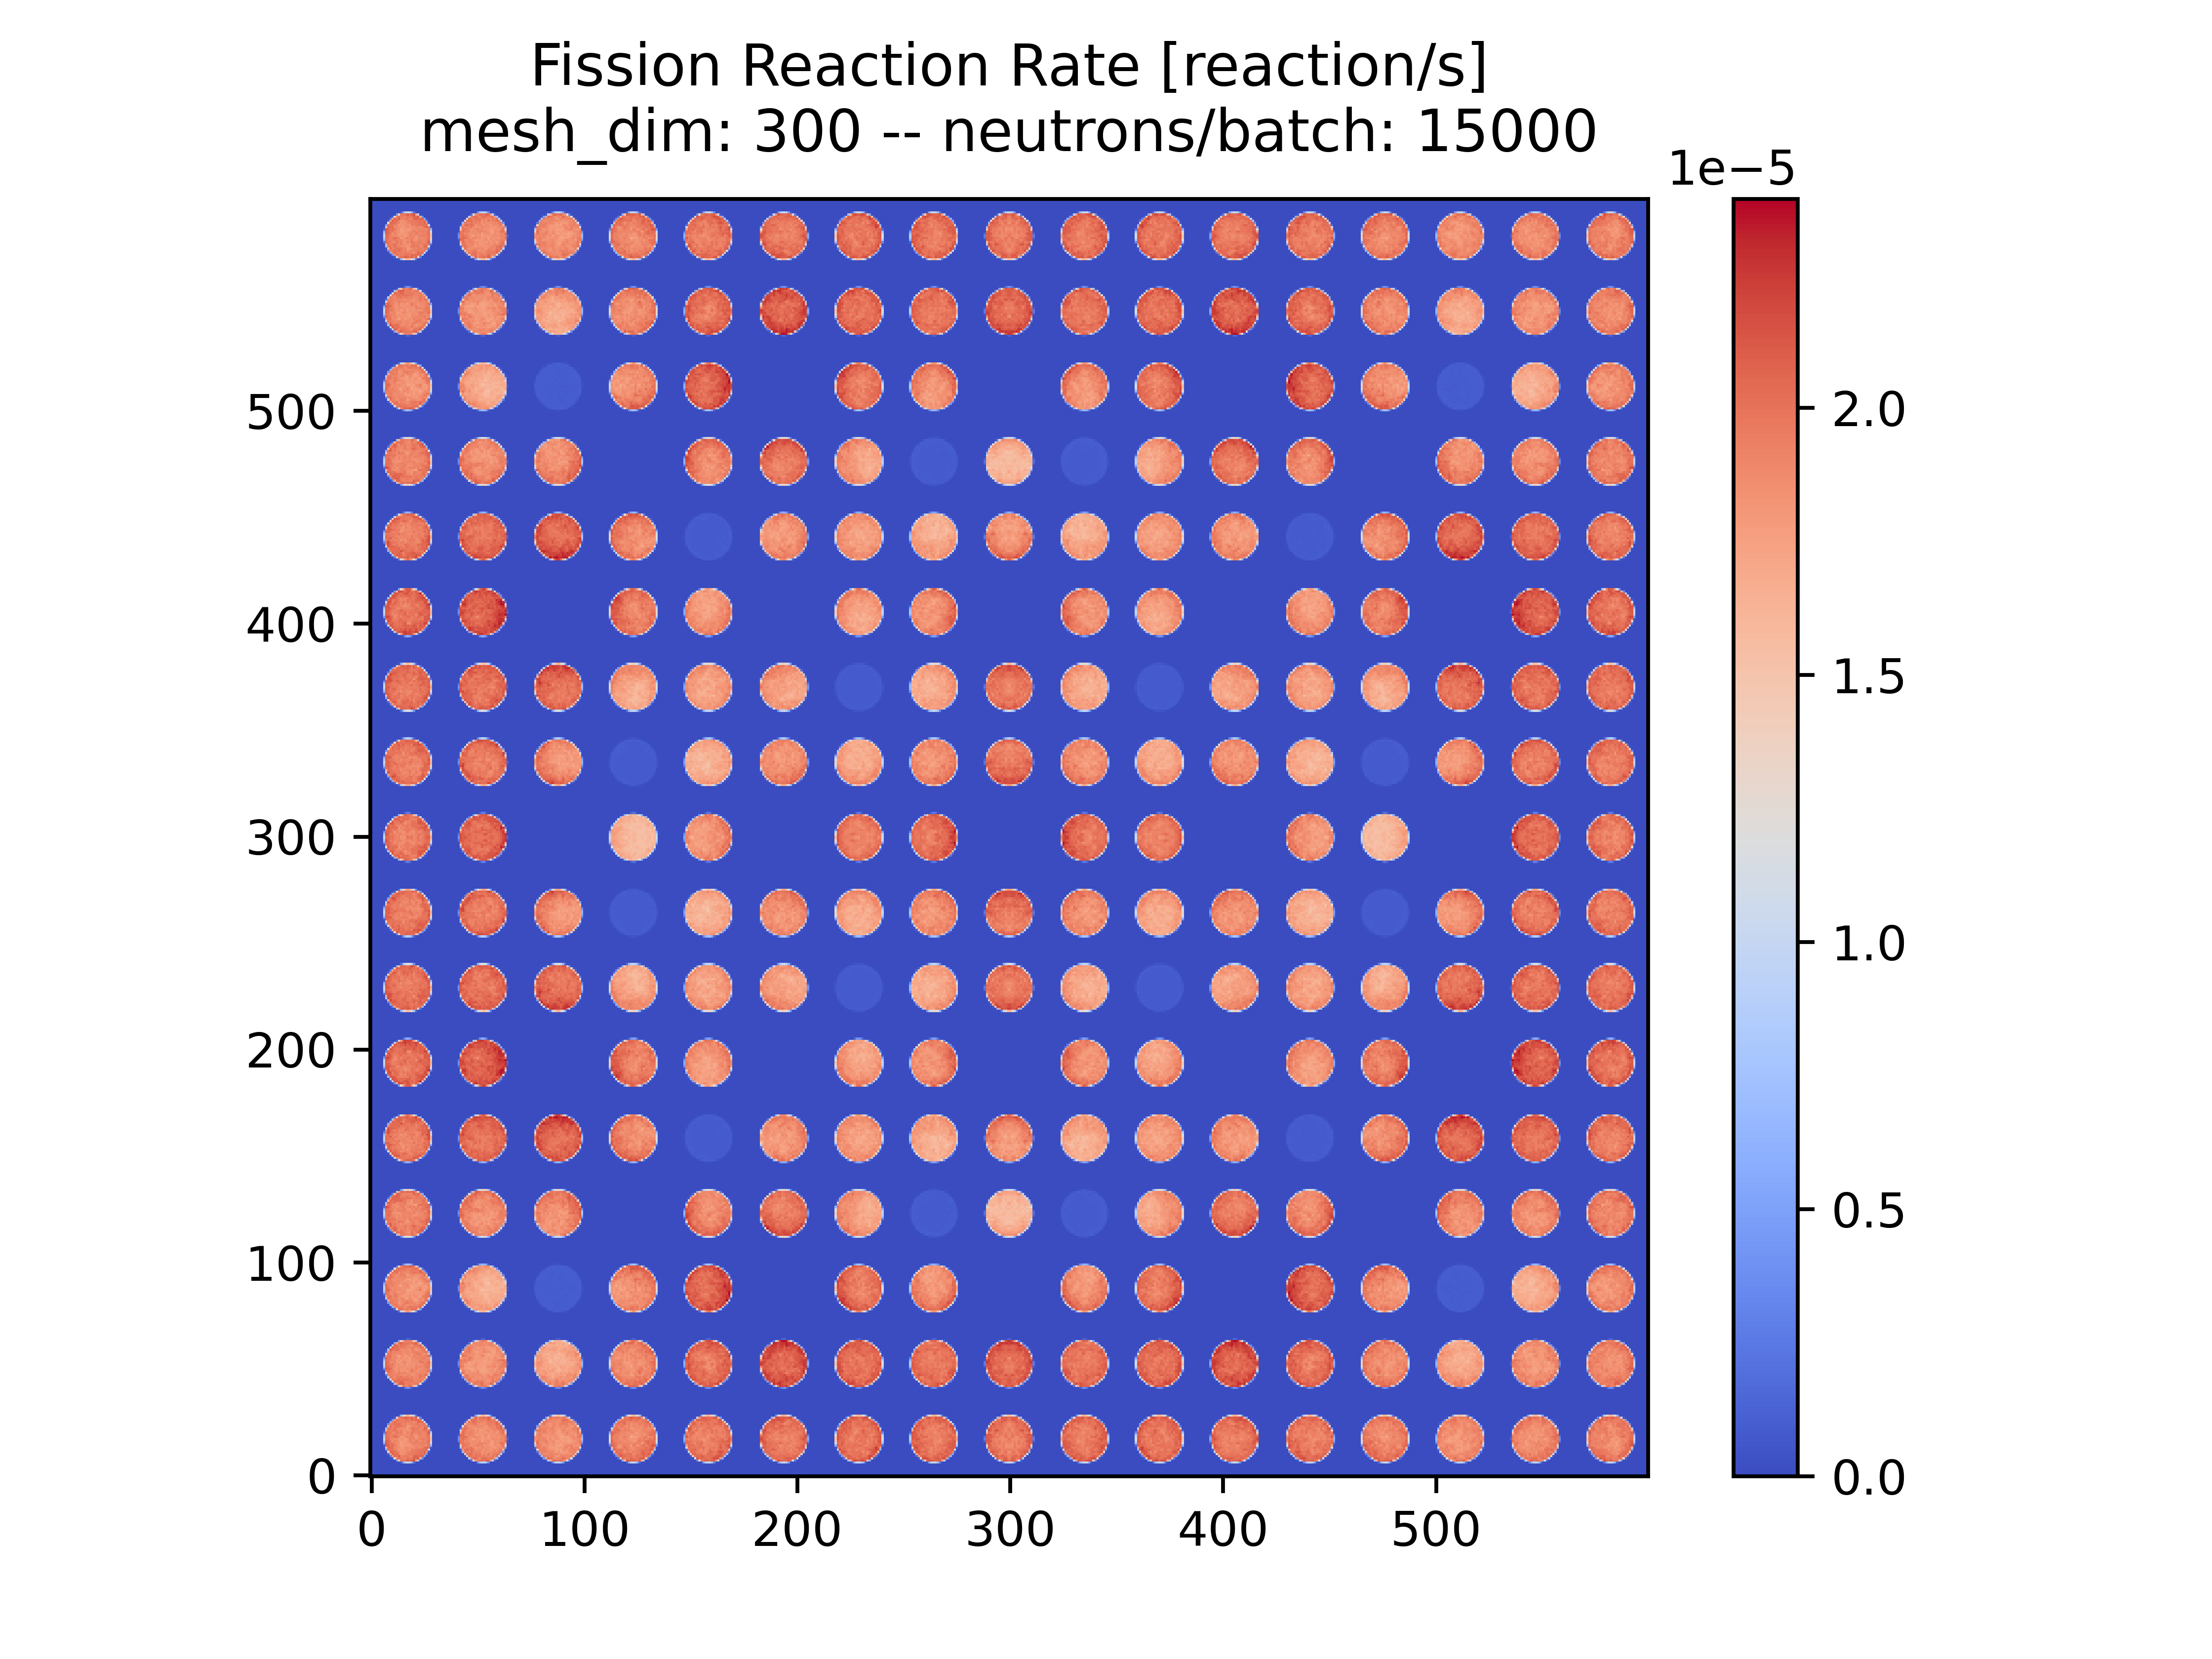 Fission Reaction Rate [reaction/s]
mesh_dim: 300 -- neutrons/batch: 15000
1e−5
500
400
300
200
100
0
0 100 200 300 400 500
2.0
1.5
1.0
0.5
0.0